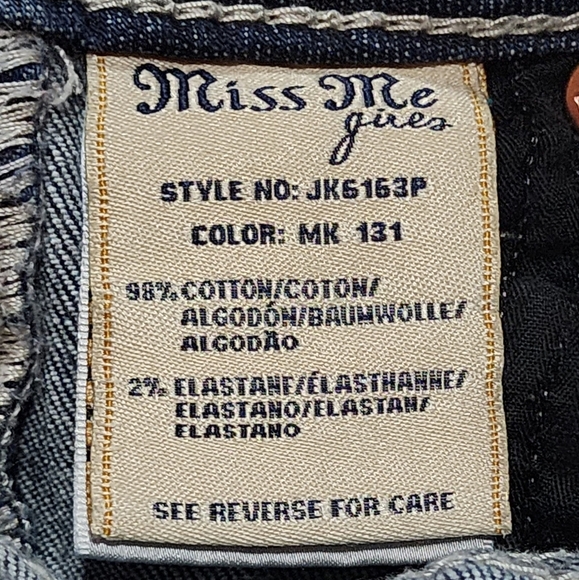 Miss Me
girls
STYLE NO: JK6163P
COLOR: MK 131
98% COTTON/COTON/
ALGODÓN/BAUMWOLLE/
ALGODÃO
2% ELASTANE/ÉLASTHANNE/
ELASTANO/ELASTAN/
ELASTANO
SEE REVERSE FOR CARE